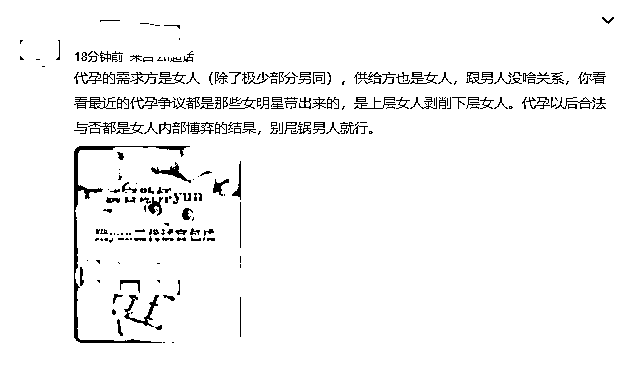 18分钟前 来自
代孕的需求方是女人（除了极少部分男同），供给方也是女人，跟男人没啥关系，你看
看最近的代孕争议都是那些女明星带出来的，是上层女人剥削下层女人。代孕以后合法
与否都是女人内部博弈的结果，别甩锅男人就行。
yun